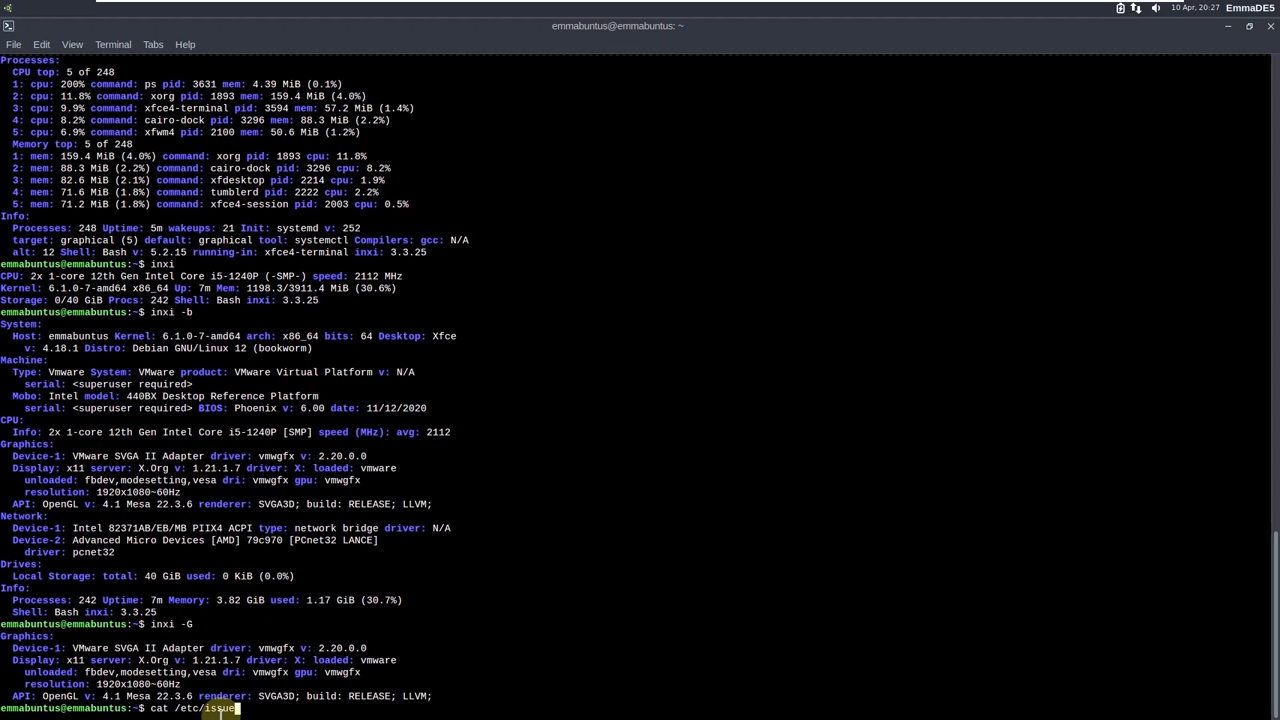 10 Apr, 20:27 EmmaDE5
emmabuntus@emmabuntus: ~
File Edit View Terminal Tabs Help
Processes:
CPU top: 5 of 248
1: cpu: 200% command: ps pid: 3631 mem: 4.39 MiB (0.1%)
2: cpu: 11.8% command: xorg pid: 1893 mem: 159.4 MiB (4.0%)
3: cpu: 9.9% command: xfce4-terminal pid: 3594 mem: 57.2 MiB (1.4%)
4: cpu: 8.2% command: cairo-dock pid: 3296 mem: 88.3 MiB (2.2%)
5: cpu: 6.9% command: xfwm4 pid: 2100 mem: 50.6 MiB (1.2%)
Memory top: 5 of 248
1: mem: 159.4 MiB (4.0%) command: xorg pid: 1893 cpu: 11.8%
2: mem: 88.3 MiB (2.2%) command: cairo-dock pid: 3296 cpu: 8.2%
3: mem: 82.6 MiB (2.1%) command: xfdesktop pid: 2214 cpu: 1.9%
4: mem: 71.6 MiB (1.8%) command: tumblerd pid: 2222 cpu: 2.2%
5: mem: 71.2 MiB (1.8%) command: xfce4-session pid: 2003 cpu: 0.5%
Info:
Processes: 248 Uptime: 5m wakeups: 21 Init: systemd v: 252
target: graphical (5) default: graphical tool: systemctl Compilers: gcc: N/A
alt: 12 Shell: Bash v: 5.2.15 running-in: xfce4-terminal inxi: 3.3.25
emmabuntus@emmabuntus:~$ inxi
CPU: 2x 1-core 12th Gen Intel Core i5-1240P (-SMP-) speed: 2112 MHz
Kernel: 6.1.0-7-amd64 x86_64 Up: 7m Mem: 1198.3/3911.4 MiB (30.6%)
Storage: 0/40 GiB Procs: 242 Shell: Bash inxi: 3.3.25
emmabuntus@emmabuntus:~$ inxi -b
System:
Host: emmabuntus Kernel: 6.1.0-7-amd64 arch: x86_64 bits: 64 Desktop: Xfce
v: 4.18.1 Distro: Debian GNU/Linux 12 (bookworm)
Machine:
Type: Vmware System: VMware product: VMware Virtual Platform v: N/A
serial: <superuser required>
Mobo: Intel model: 440BX Desktop Reference Platform
serial: <superuser required> BIOS: Phoenix v: 6.00 date: 11/12/2020
CPU:
Info: 2x 1-core 12th Gen Intel Core i5-1240P [SMP] speed (MHz): avg: 2112
Graphics:
Device-1: VMware SVGA II Adapter driver: vmwgfx v: 2.20.0.0
Display: x11 server: X.Org v: 1.21.1.7 driver: X: loaded: vmware
unloaded: fbdev,modesetting,vesa dri: vmwgfx gpu: vmwgfx
resolution: 1920x1080~60Hz
API: OpenGL v: 4.1 Mesa 22.3.6 renderer: SVGA3D; build: RELEASE; LLVM;
Network:
Device-1: Intel 82371AB/EB/MB PIIX4 ACPI type: network bridge driver: N/A
Device-2: Advanced Micro Devices [AMD] 79c970 [PCnet32 LANCE]
driver: pcnet32
Drives:
Local Storage: total: 40 GiB used: 0 KiB (0.0%)
Info:
Processes: 242 Uptime: 7m Memory: 3.82 GiB used: 1.17 GiB (30.7%)
Shell: Bash inxi: 3.3.25
emmabuntus@emmabuntus:~$ inxi -G
Graphics:
Device-1: VMware SVGA II Adapter driver: vmwgfx v: 2.20.0.0
Display: x11 server: X.Org v: 1.21.1.7 driver: X: loaded: vmware
unloaded: fbdev,modesetting,vesa dri: vmwgfx gpu: vmwgfx
resolution: 1920x1080~60Hz
API: OpenGL v: 4.1 Mesa 22.3.6 renderer: SVGA3D; build: RELEASE; LLVM;
emmabuntus@emmabuntus:~$ cat /etc/issue